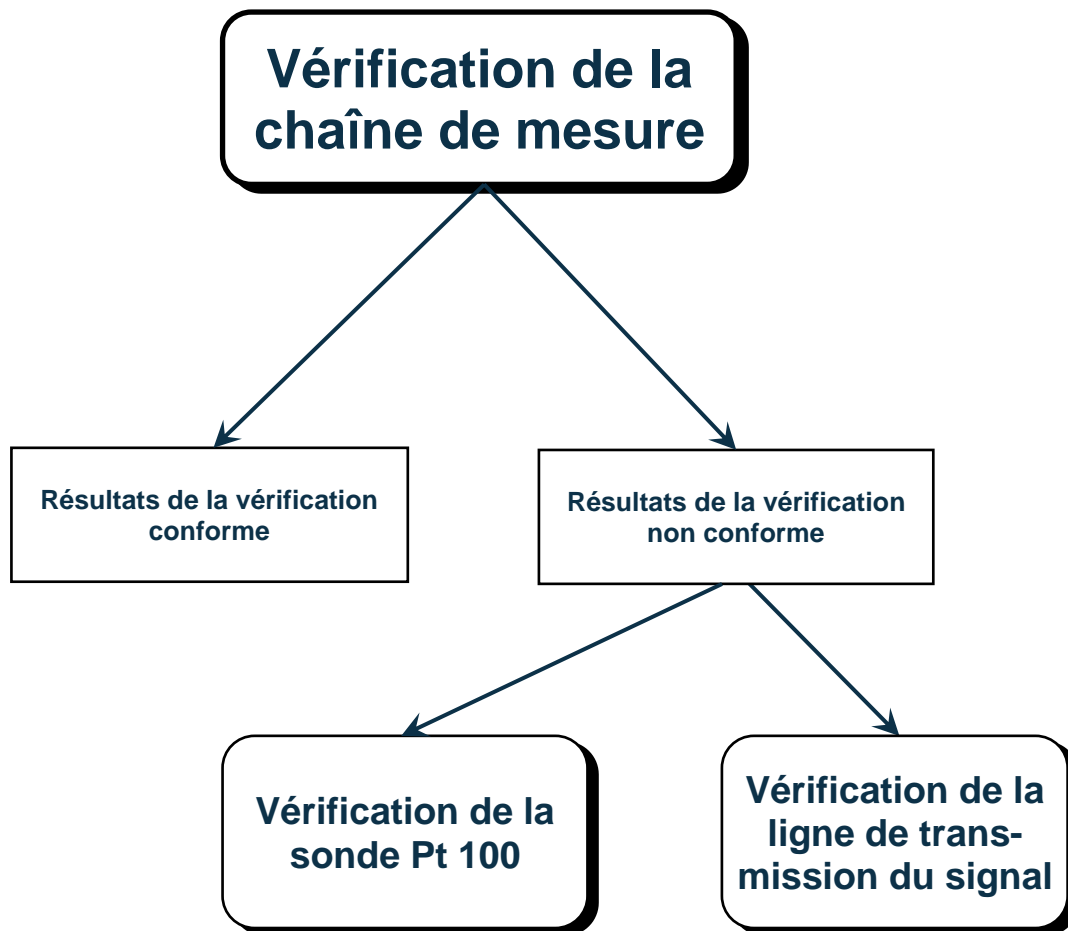 Vérification de la
chaîne de mesure
Résultats de la vérification
conforme
Résultats de la vérification
non conforme
Vérification de la
sonde Pt 100
Vérification de la
ligne de trans-
mission du signal